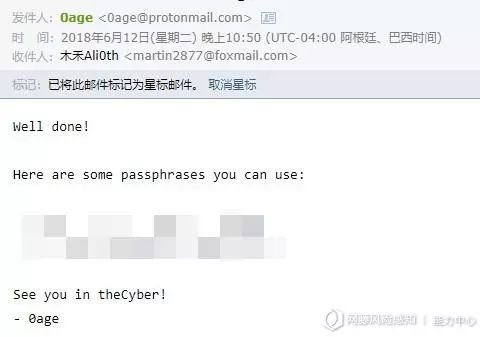 发件人: 0age <0age@protonmail.com>
时 间: 2018年6月12日(星期二) 晚上10:50 (UTC-04:00 阿根廷、巴西时间)
收件人: 木禾Ali0th <martin2877@foxmail.com>
标记: 已将此邮件标记为星标邮件。 取消星标
Well done!
Here are some passphrases you can use:
See you in theCyber!
- 0age
网藤风险感知 | 能力中心